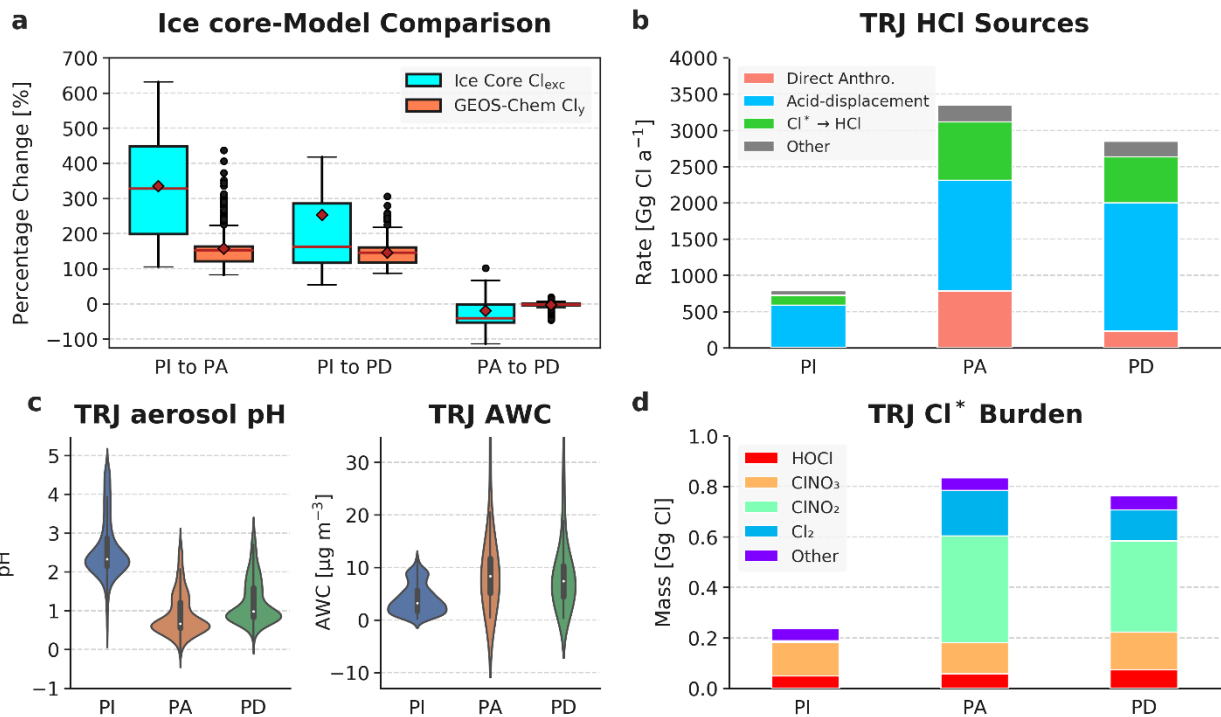 a
Ice core-Model Comparison
Percentage Change [%]
700
600
500
400
300
200
100
0
−100
Ice Core Cl_exc
GEOS-Chem Cl_y
PI to PA
PI to PD
PA to PD
b
TRJ HCl Sources
Rate [Gg Cl a⁻¹]
4000
3500
3000
2500
2000
1500
1000
500
0
Direct Anthro.
Acid-displacement
Cl* → HCl
Other
PI
PA
PD
c
TRJ aerosol pH
pH
5
4
3
2
1
0
−1
PI
PA
PD
TRJ AWC
AWC [μg m⁻³]
30
20
10
0
−10
PI
PA
PD
d
TRJ Cl* Burden
Mass [Gg Cl]
1.0
0.8
0.6
0.4
0.2
0.0
HOCl
ClNO₃
ClNO₂
Cl₂
Other
PI
PA
PD